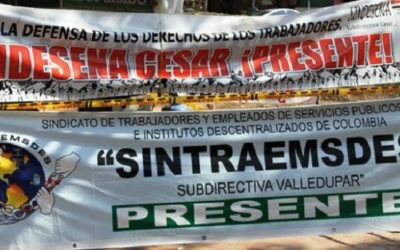 LA DEFENSA DE LOS DERECHOS DE LOS TRABAJADORES
NDESENA CESAR ¡PRESENTE!
SINDICATO DE TRABAJADORES Y EMPLEADOS DE SERVICIOS PÚBLICOS
E INSTITUTOS DESCENTRALIZADOS DE COLOMBIA
"SINTRAEMSDES
SUBDIRECTIVA VALLEDUPAR"
PRESENTE